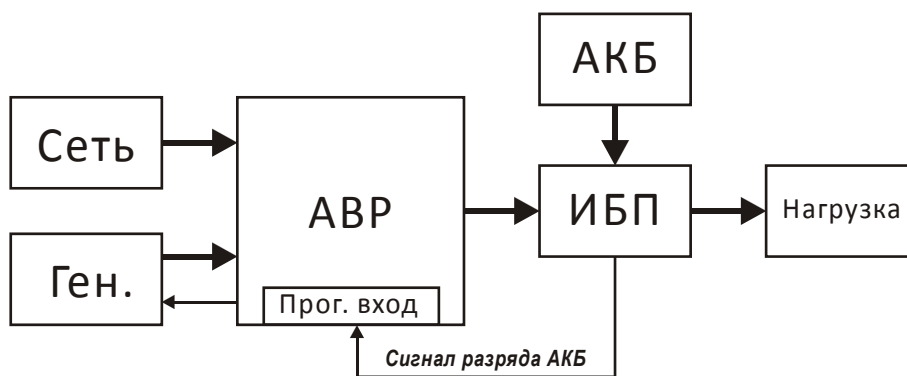 АКБ
Сеть
АВР
ИБП
Нагрузка
Ген.
Прог. вход
Сигнал разряда АКБ